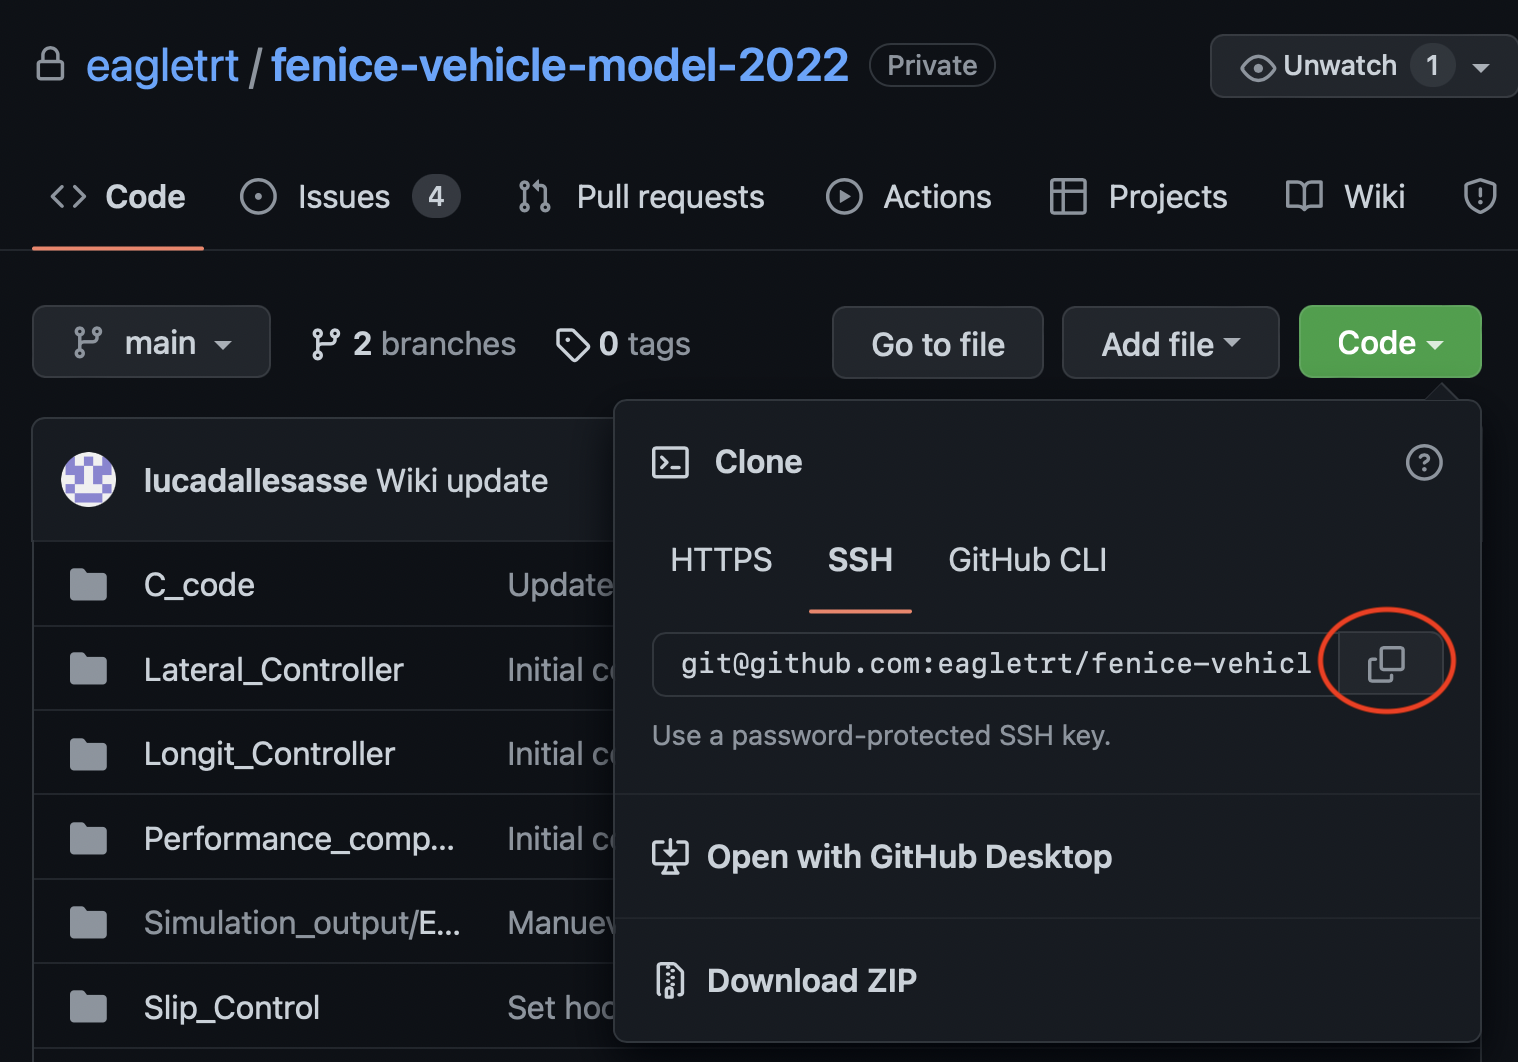 eagletrt / fenice-vehicle-model-2022 Private Unwatch 1
Code Issues 4 Pull requests Actions Projects Wiki
main 2 branches 0 tags Go to file Add file Code
lucadallesasse Wiki update
C_code Update
Lateral_Controller Initial c
Longit_Controller Initial c
Performance_comp... Initial c
Simulation_output/E... Manuev
Slip_Control Set hoo
Clone
HTTPS SSH GitHub CLI
git@github.com:eagletrt/fenice-vehicl
Use a password-protected SSH key.
Open with GitHub Desktop
Download ZIP